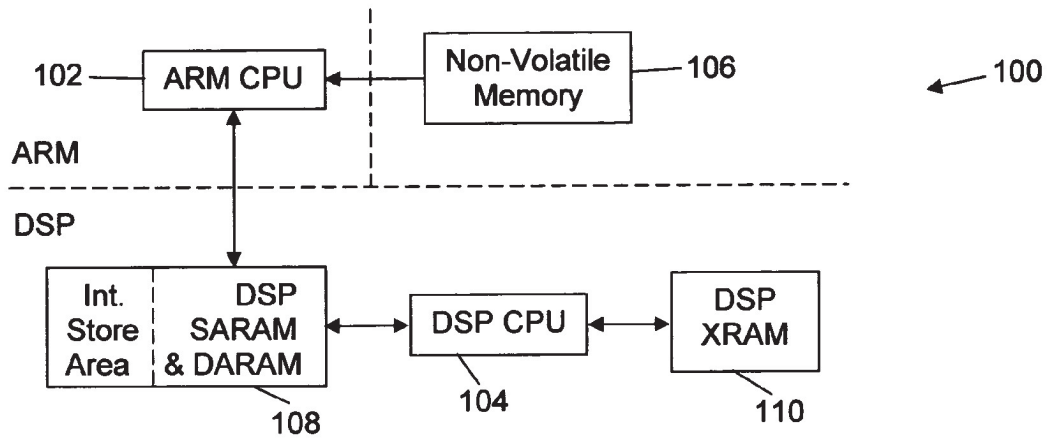 102
ARM CPU
Non-Volatile
Memory
106
100
ARM
DSP
Int.
Store
Area
DSP
SARAM
& DARAM
DSP CPU
DSP
XRAM
108
104
110